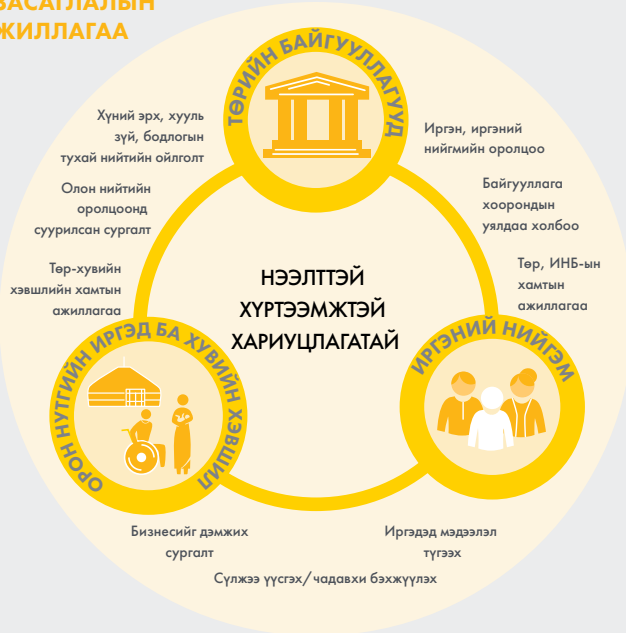 ЗАСАГЛАЛЫН
ЖИЛЛАГАА
ТӨРИЙН БАЙГУУЛЛАГУУД
Хүний эрх, хууль
зүй, бодлогын
тухай нийтийн ойлголт
Олон нийтийн
оролцоонд
суурилсан сургалт
Төр-хувийн
хэвшлийн хамтын
ажиллагаа
Иргэн, иргэний
нийгмийн оролцоо
Байгууллага
хоорондын
уялдаа холбоо
Төр, ИНБ-ын
хамтын
ажиллагаа
НЭЭЛТТЭЙ
ХҮРТЭЭМЖТЭЙ
ХАРИУЦЛАГАТАЙ
ОРОН НУТГИЙН ИРГЭД БА ХУВИЙН ХЭВШИЛ
ИРГЭНИЙ НИЙГЭМ
Бизнесийг дэмжих
сургалт
Иргэдэд мэдээлэл
түгээх
Сүлжээ үүсгэх/чадавхи бэхжүүлэх